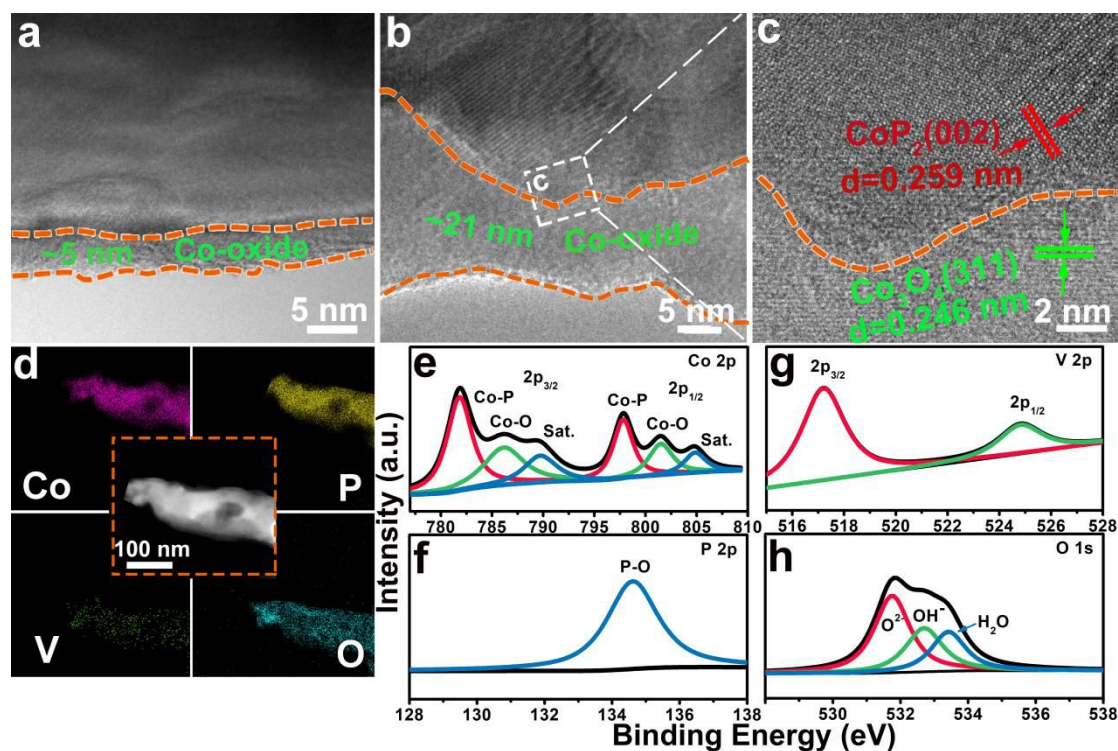 a
~5 nm Co-oxide
5 nm
b
c
~21 nm Co-oxide
5 nm
c
CoP₂(002)
d=0.259 nm
Co₃O₄(311)
d=0.246 nm
2 nm
d
Co
P
100 nm
V
O
Intensity (a.u.)
e
Co 2p
2p₃/₂
2p₁/₂
Co-P
Co-O
Sat.
Co-P
Co-O
Sat.
780 785 790 795 800 805 810
g
V 2p
2p₃/₂
2p₁/₂
516 518 520 522 524 526 528
f
P 2p
P-O
128 130 132 134 136 138
h
O 1s
O²⁻
OH⁻
H₂O
530 532 534 536 538
Binding Energy (eV)
Binding Energy (eV)